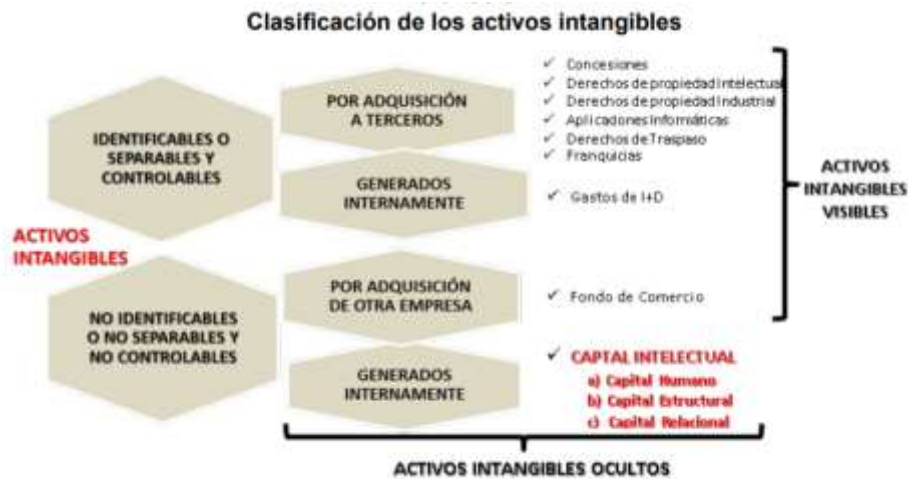 Clasificación de los activos intangibles
ACTIVOS
INTANGIBLES
IDENTIFICABLES O
SEPARABLES Y
CONTROLABLES
POR ADQUISICIÓN
A TERCEROS
✓ Concesiones
✓ Derechos de propiedad Intelectual
✓ Derechos de propiedad Industrial
✓ Aplicaciones Informáticas
✓ Derechos de Traspaso
✓ Franquicias
GENERADOS
INTERNAMENTE
✓ Gastos de I+D
NO IDENTIFICABLES
O NO SEPARABLES Y
NO CONTROLABLES
POR ADQUISICIÓN
DE OTRA EMPRESA
✓ Fondo de Comercio
GENERADOS
INTERNAMENTE
✓ CAPTAL INTELECTUAL
a) Capital Humano
b) Capital Estructural
c) Capital Relacional
ACTIVOS
INTANGIBLES
VISIBLES
ACTIVOS INTANGIBLES OCULTOS